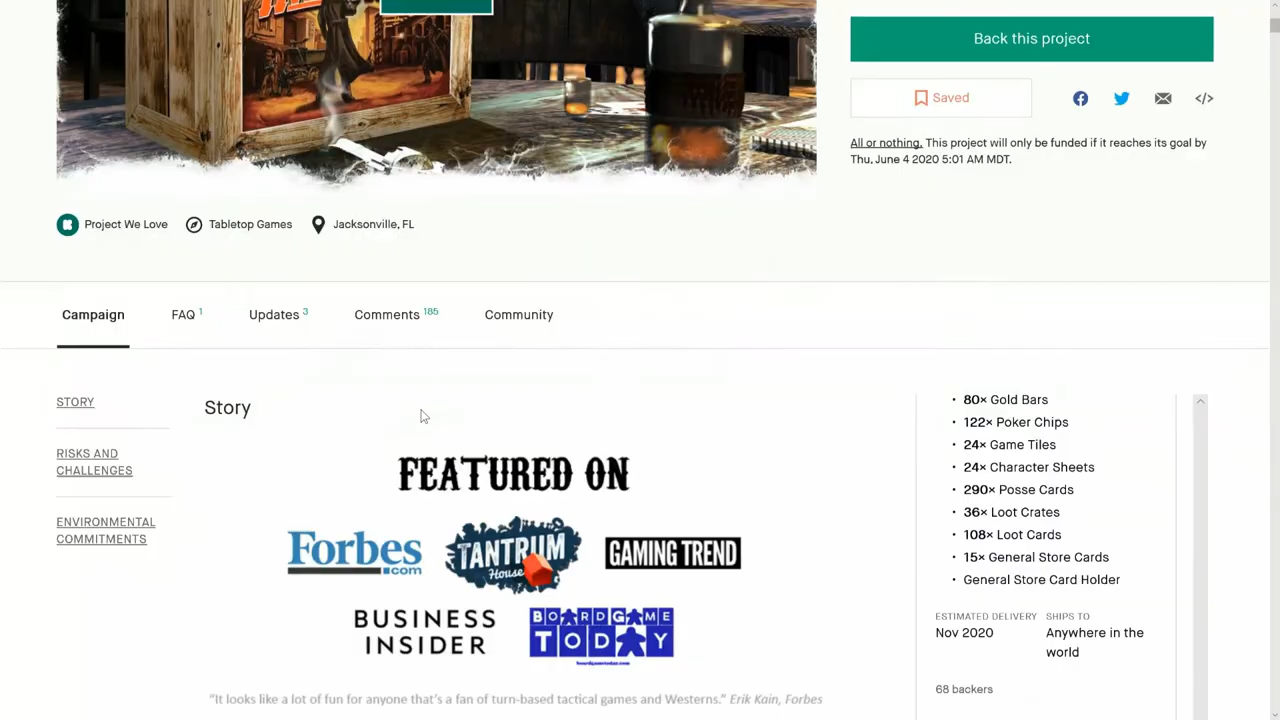 Back this project
Saved
All or nothing. This project will only be funded if it reaches its goal by
Thu, June 4 2020 5:01 AM MDT.
Project We Love
Tabletop Games
Jacksonville, FL
Campaign
FAQ 1
Updates 3
Comments 185
Community
STORY
RISKS AND
CHALLENGES
ENVIRONMENTAL
COMMITMENTS
Story
FEATURED ON
Forbes
.com
TANTRUM
House
GAMING TREND
BUSINESS
INSIDER
BOARDGAME
TODAY
boardgametoday.com
"It looks like a lot of fun for anyone that's a fan of turn-based tactical games and Westerns." Erik Kain, Forbes
• 80× Gold Bars
• 122× Poker Chips
• 24× Game Tiles
• 24× Character Sheets
• 290× Posse Cards
• 36× Loot Crates
• 108× Loot Cards
• 15× General Store Cards
• General Store Card Holder
ESTIMATED DELIVERY
Nov 2020
SHIPS TO
Anywhere in the
world
68 backers